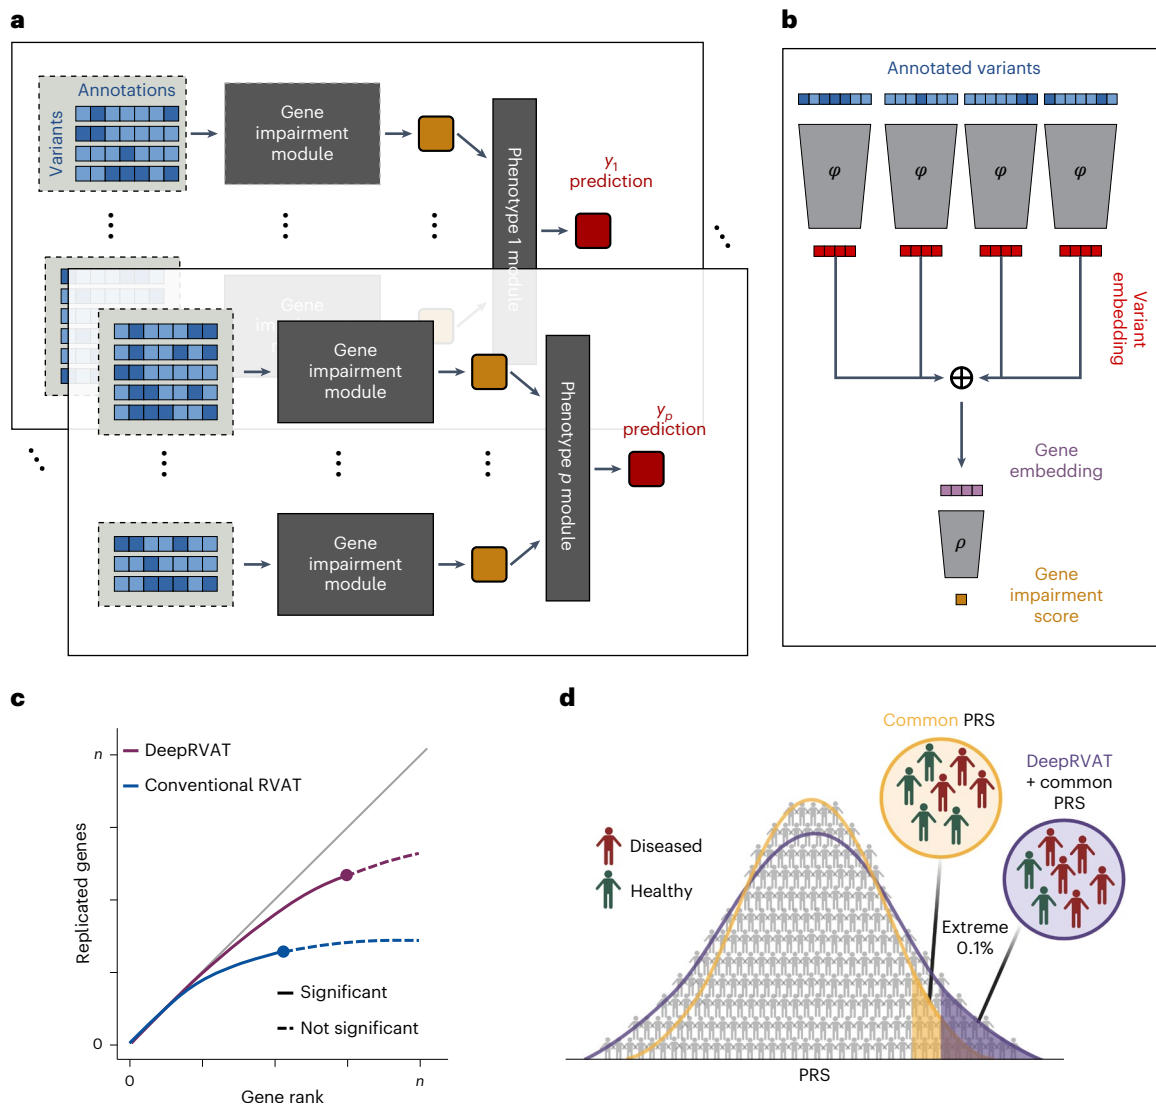 a
Annotations
Variants
Gene
impairment
module
Phenotype 1 module
y1
prediction
Gene
impairment
module
Phenotype p module
yp
prediction
Gene
impairment
module
b
Annotated variants
φ φ φ φ
Variant
embedding
Gene
embedding
ρ
Gene
impairment
score
c
n
DeepRVAT
Conventional RVAT
Replicated genes
Significant
Not significant
0
0
n
Gene rank
d
Common PRS
DeepRVAT
+ common
PRS
Diseased
Healthy
Extreme
0.1%
PRS